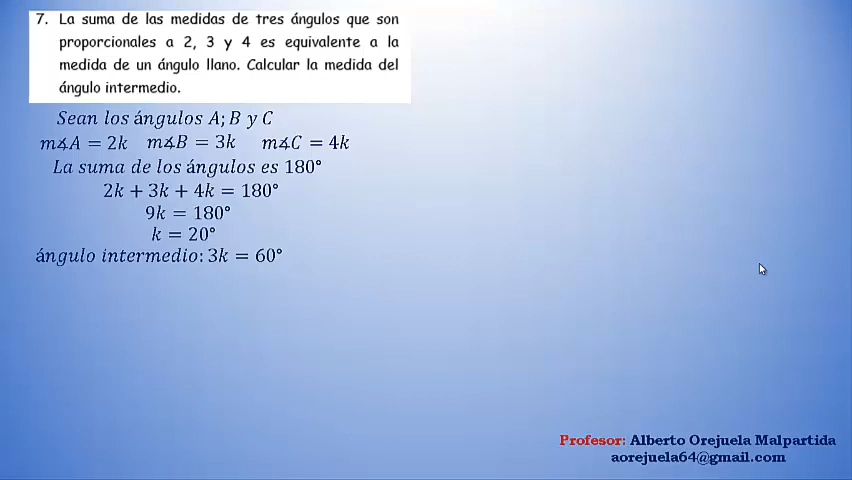 7. La suma de las medidas de tres ángulos que son
proporcionales a 2, 3 y 4 es equivalente a la
medida de un ángulo llano. Calcular la medida del
ángulo intermedio.
Sean los ángulos A; B y C
m∡A = 2k m∡B = 3k m∡C = 4k
La suma de los ángulos es 180°
2k + 3k + 4k = 180°
9k = 180°
k = 20°
ángulo intermedio: 3k = 60°
Profesor: Alberto Orejuela Malpartida
aorejuela64@gmail.com